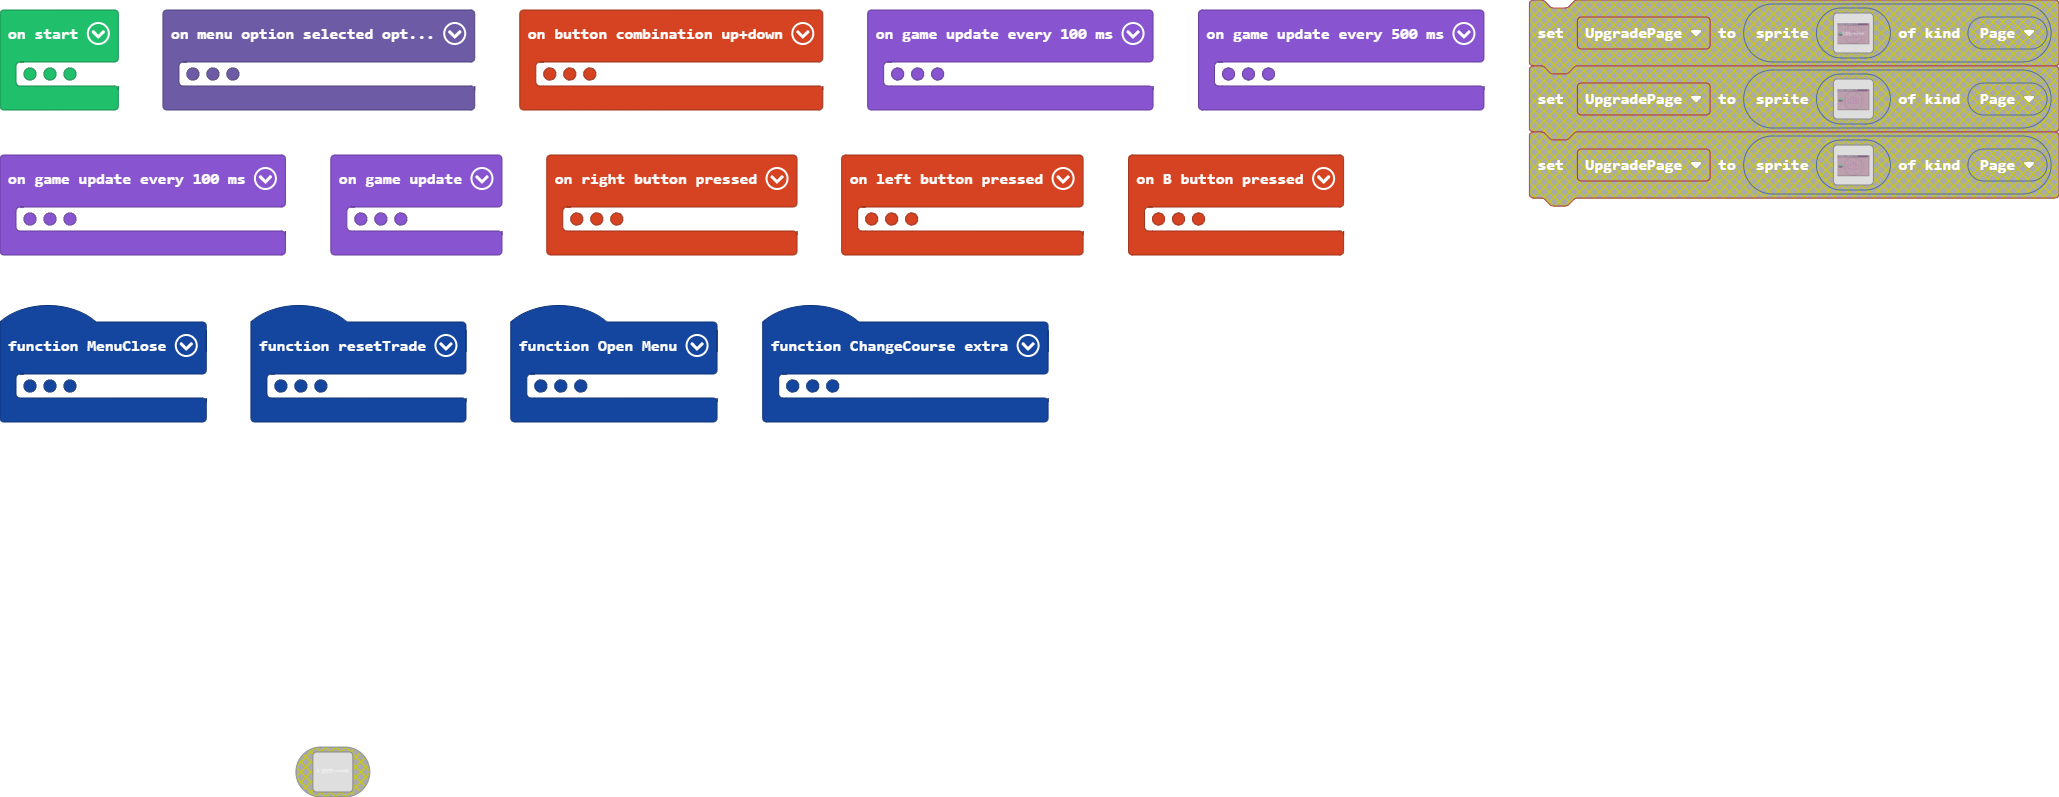 on start
on menu option selected opt...
on button combination up+down
on game update every 100 ms
on game update every 500 ms
set UpgradePage to sprite of kind Page
set UpgradePage to sprite of kind Page
set UpgradePage to sprite of kind Page
on game update every 100 ms
on game update
on right button pressed
on left button pressed
on B button pressed
function MenuClose
function resetTrade
function Open Menu
function ChangeCourse extra